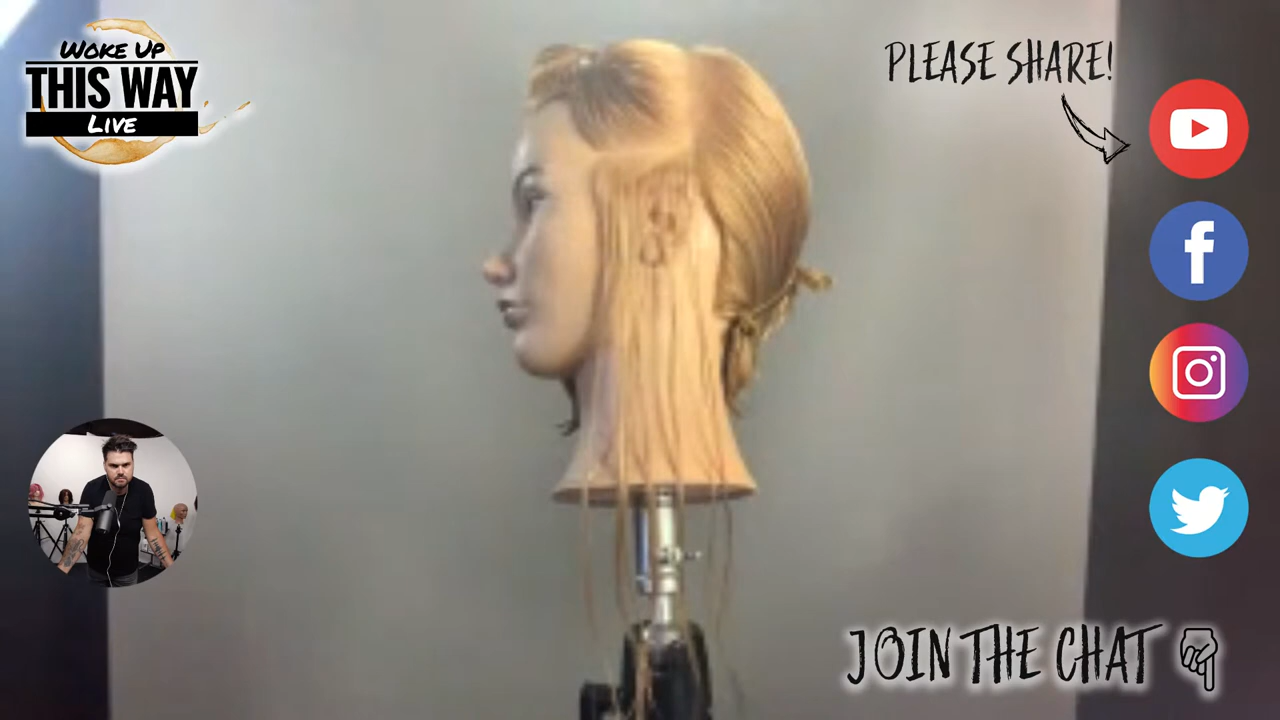 Woke Up
THIS WAY
Live
PLEASE SHARE!
JOIN THE CHAT